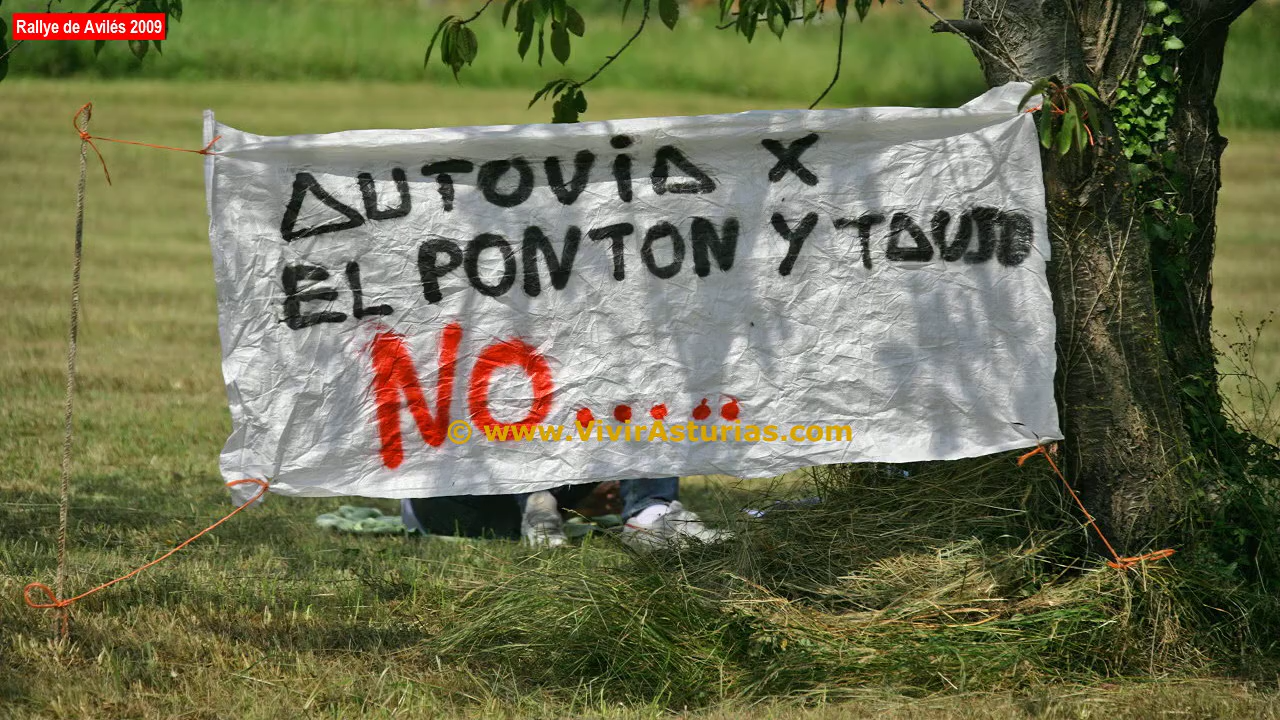 Rallye de Avilés 2009
AUTOViA X
EL PONTON Y TAUJO
NO.....
© www.VivirAsturias.com